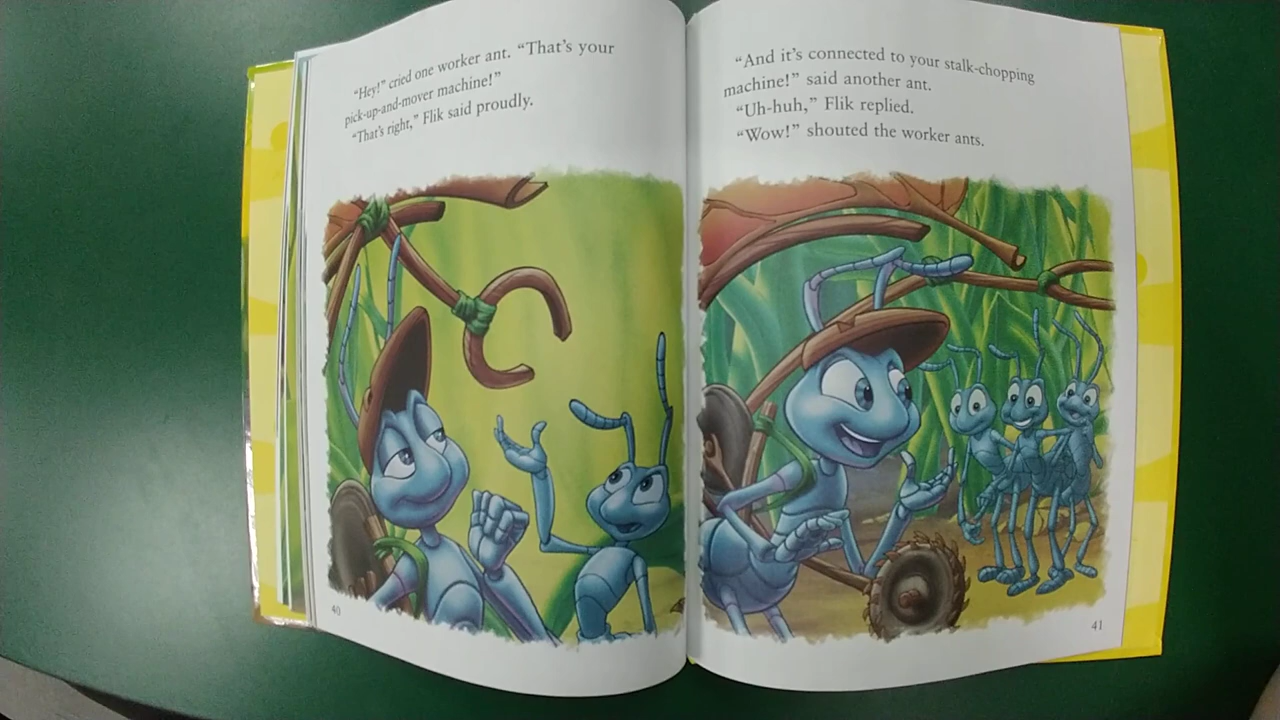 “Hey!” cried one worker ant. “That’s your
pick-up-and-mover machine!”
“That’s right,” Flik said proudly.
40
“And it’s connected to your stalk-chopping
machine!” said another ant.
“Uh-huh,” Flik replied.
“Wow!” shouted the worker ants.
41